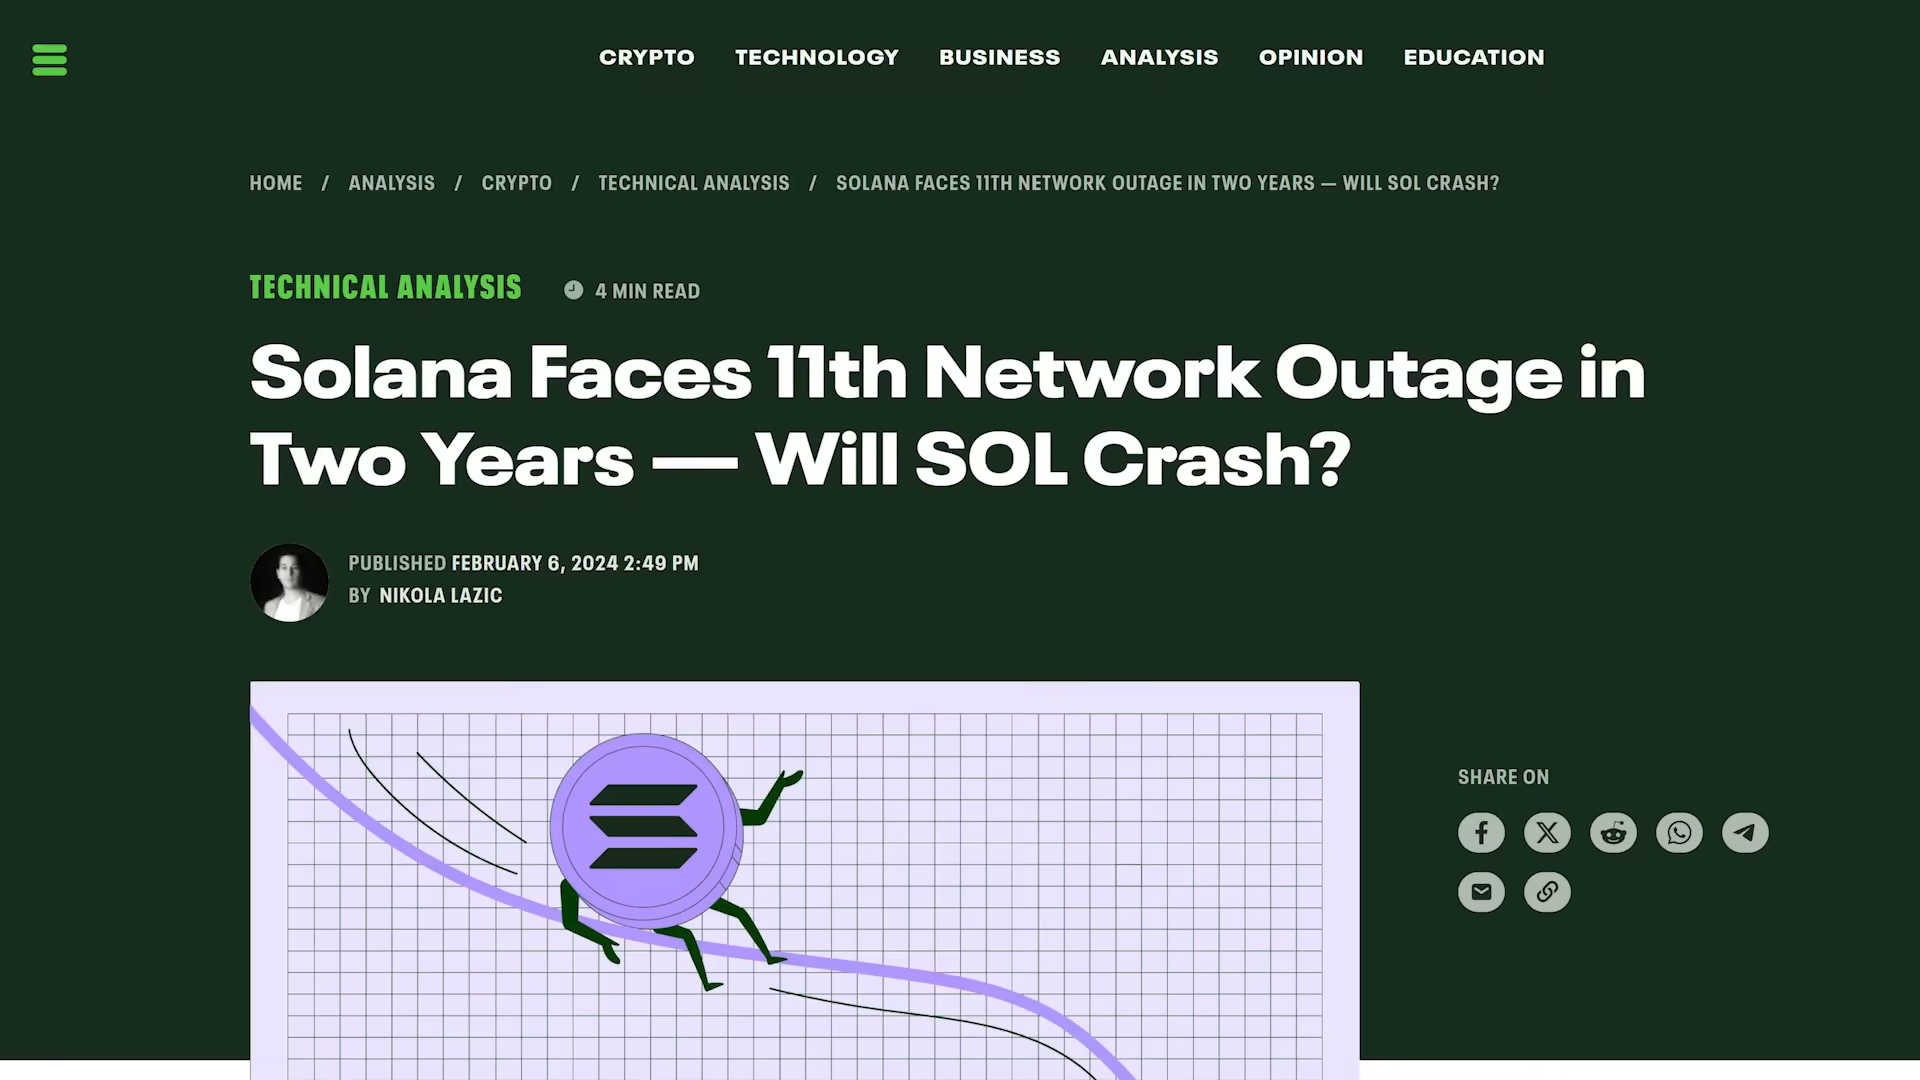 CRYPTO TECHNOLOGY BUSINESS ANALYSIS OPINION EDUCATION
HOME / ANALYSIS / CRYPTO / TECHNICAL ANALYSIS / SOLANA FACES 11TH NETWORK OUTAGE IN TWO YEARS — WILL SOL CRASH?
TECHNICAL ANALYSIS 4 MIN READ
Solana Faces 11th Network Outage in
Two Years — Will SOL Crash?
PUBLISHED FEBRUARY 6, 2024 2:49 PM
BY NIKOLA LAZIC
SHARE ON